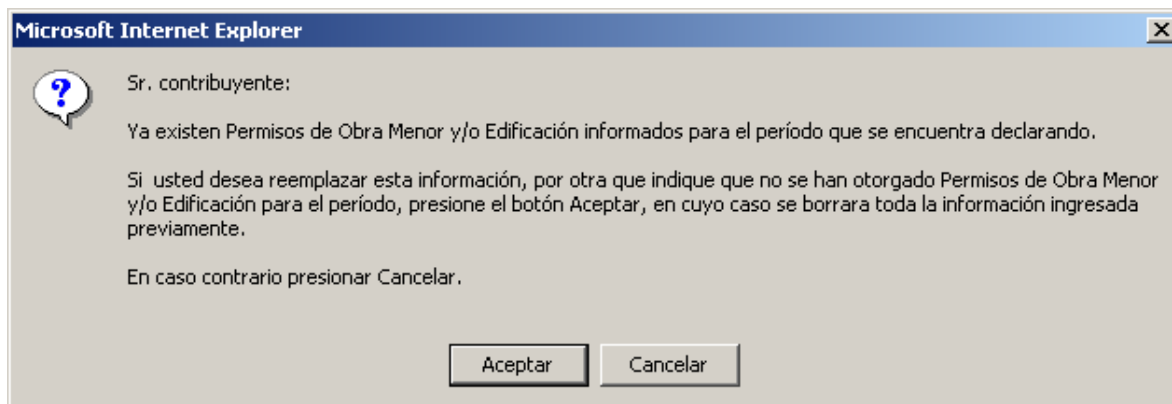 Microsoft Internet Explorer
Sr. contribuyente:
Ya existen Permisos de Obra Menor y/o Edificación informados para el período que se encuentra declarando.
Si usted desea reemplazar esta información, por otra que indique que no se han otorgado Permisos de Obra Menor
y/o Edificación para el período, presione el botón Aceptar, en cuyo caso se borrara toda la información ingresada
previamente.
En caso contrario presionar Cancelar.
Aceptar
Cancelar